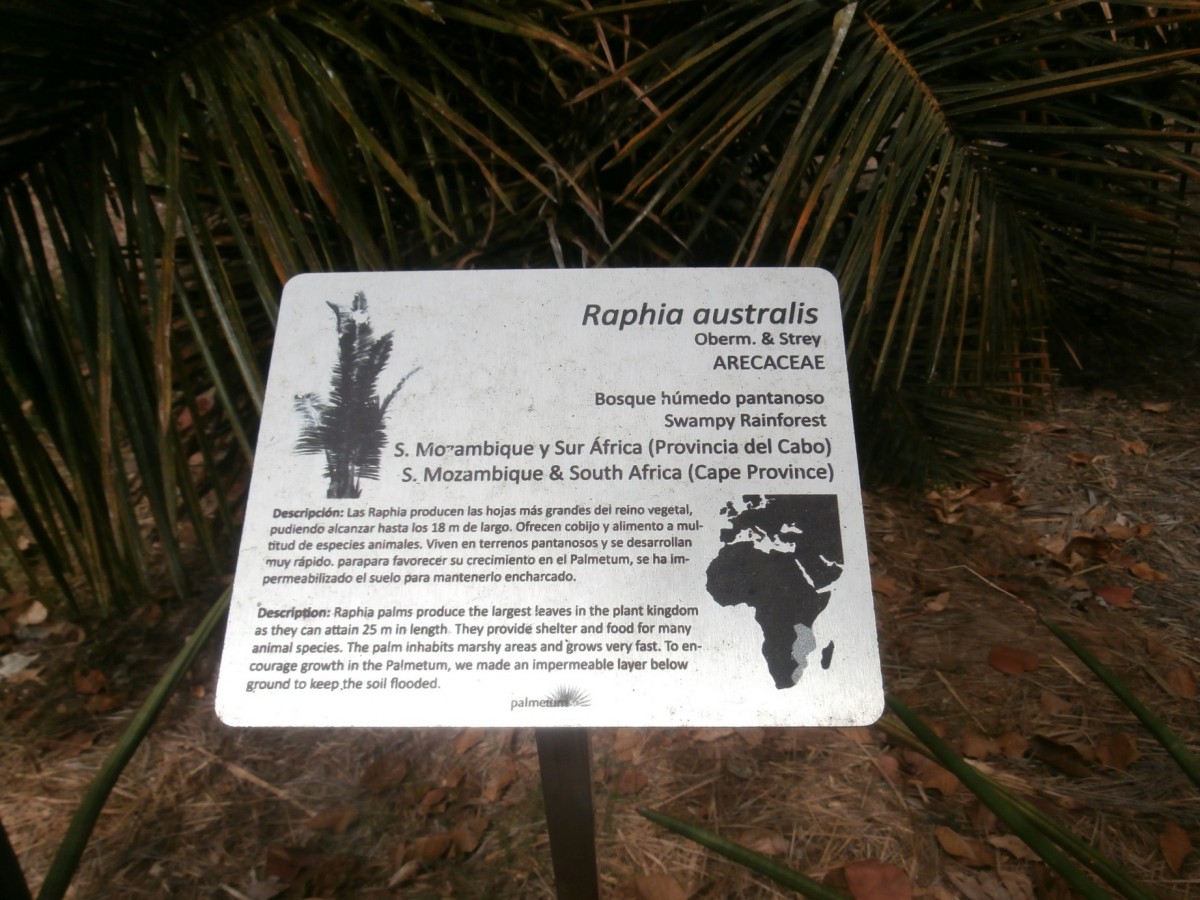 Raphia australis
Oberm. & Strey
ARECACEAE
Bosque húmedo pantanoso
Swampy Rainforest
S. Mozambique y Sur África (Provincia del Cabo)
S. Mozambique & South Africa (Cape Province)
Descripción: Las Raphia producen las hojas más grandes del reino vegetal,
pudiendo alcanzar hasta los 18 m de largo. Ofrecen cobijo y alimento a mul-
titud de especies animales. Viven en terrenos pantanosos y se desarrollan
muy rápido. parapara favorecer su crecimiento en el Palmetum, se ha im-
permeabilizado el suelo para mantenerlo encharcado.
Description: Raphia palms produce the largest leaves in the plant kingdom
as they can attain 25 m in length. They provide shelter and food for many
animal species. The palm inhabits marshy areas and grows very fast. To en-
courage growth in the Palmetum, we made an impermeable layer below
ground to keep the soil flooded.
palmetum